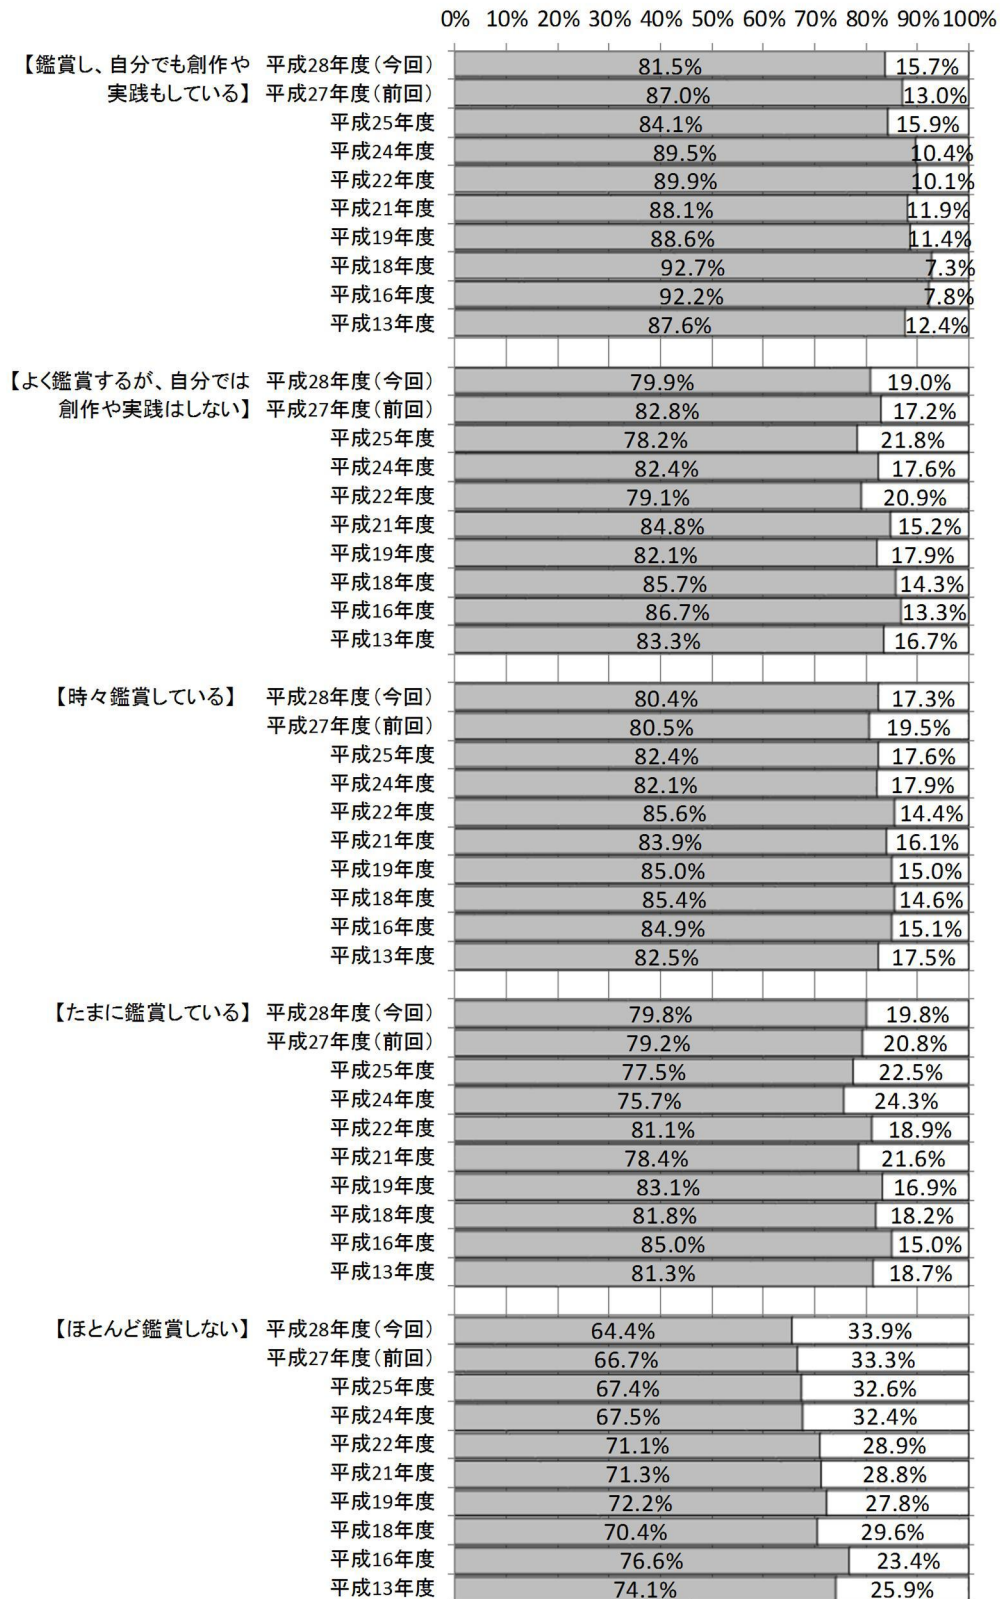 0% 10% 20% 30% 40% 50% 60% 70% 80% 90% 100%
【鑑賞し、自分でも創作や 平成28年度(今回) 81.5% 15.7%
実践もしている】 平成27年度(前回) 87.0% 13.0%
平成25年度 84.1% 15.9%
平成24年度 89.5% 10.4%
平成22年度 89.9% 10.1%
平成21年度 88.1% 11.9%
平成19年度 88.6% 11.4%
平成18年度 92.7% 7.3%
平成16年度 92.2% 7.8%
平成13年度 87.6% 12.4%
【よく鑑賞するが、自分では 平成28年度(今回) 79.9% 19.0%
創作や実践はしない】 平成27年度(前回) 82.8% 17.2%
平成25年度 78.2% 21.8%
平成24年度 82.4% 17.6%
平成22年度 79.1% 20.9%
平成21年度 84.8% 15.2%
平成19年度 82.1% 17.9%
平成18年度 85.7% 14.3%
平成16年度 86.7% 13.3%
平成13年度 83.3% 16.7%
【時々鑑賞している】 平成28年度(今回) 80.4% 17.3%
平成27年度(前回) 80.5% 19.5%
平成25年度 82.4% 17.6%
平成24年度 82.1% 17.9%
平成22年度 85.6% 14.4%
平成21年度 83.9% 16.1%
平成19年度 85.0% 15.0%
平成18年度 85.4% 14.6%
平成16年度 84.9% 15.1%
平成13年度 82.5% 17.5%
【たまに鑑賞している】 平成28年度(今回) 79.8% 19.8%
平成27年度(前回) 79.2% 20.8%
平成25年度 77.5% 22.5%
平成24年度 75.7% 24.3%
平成22年度 81.1% 18.9%
平成21年度 78.4% 21.6%
平成19年度 83.1% 16.9%
平成18年度 81.8% 18.2%
平成16年度 85.0% 15.0%
平成13年度 81.3% 18.7%
【ほとんど鑑賞しない】 平成28年度(今回) 64.4% 33.9%
平成27年度(前回) 66.7% 33.3%
平成25年度 67.4% 32.6%
平成24年度 67.5% 32.4%
平成22年度 71.1% 28.9%
平成21年度 71.3% 28.8%
平成19年度 72.2% 27.8%
平成18年度 70.4% 29.6%
平成16年度 76.6% 23.4%
平成13年度 74.1% 25.9%